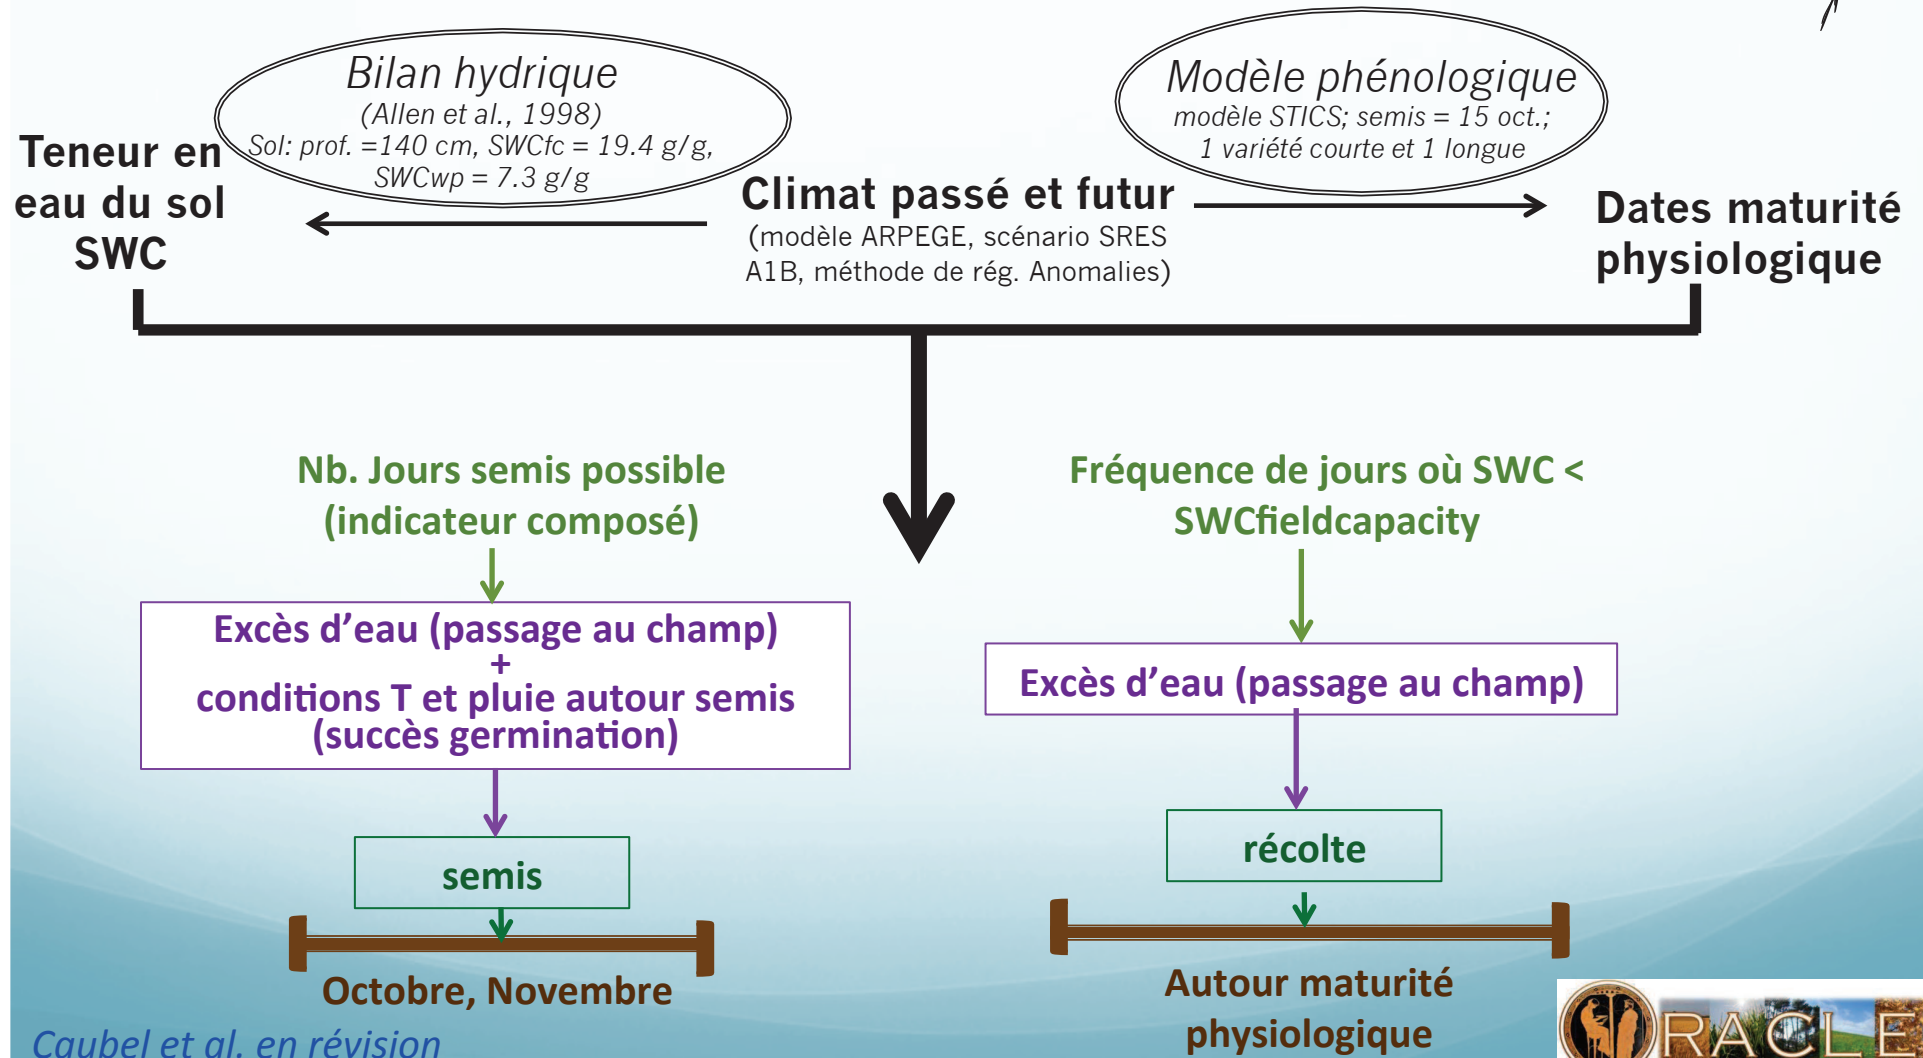 Bilan hydrique
(Allen et al., 1998)
Sol: prof. =140 cm, SWCfc = 19.4 g/g,
SWCwp = 7.3 g/g
Modèle phénologique
modèle STICS; semis = 15 oct.;
1 variété courte et 1 longue
Teneur en
eau du sol
SWC
Climat passé et futur
(modèle ARPEGE, scénario SRES
A1B, méthode de rég. Anomalies)
Dates maturité
physiologique
Nb. Jours semis possible
(indicateur composé)
Fréquence de jours où SWC <
SWCfieldcapacity
Excès d’eau (passage au champ)
+
conditions T et pluie autour semis
(succès germination)
Excès d’eau (passage au champ)
semis
récolte
Octobre, Novembre
Autour maturité
physiologique
Caubel et al. en révision
ORACLE